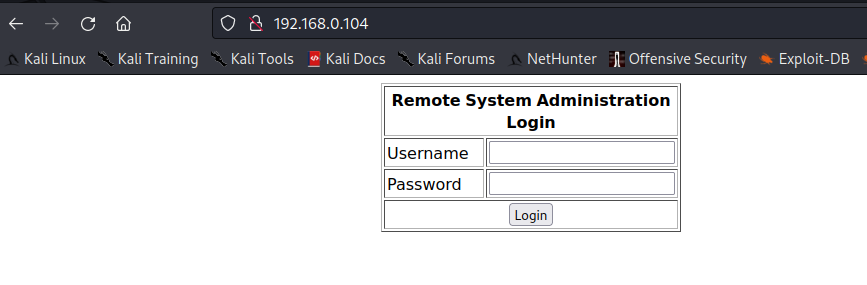 192.168.0.104
Kali Linux Kali Training Kali Tools Kali Docs Kali Forums NetHunter Offensive Security Exploit-DB
Remote System Administration
Login
Username
Password
Login